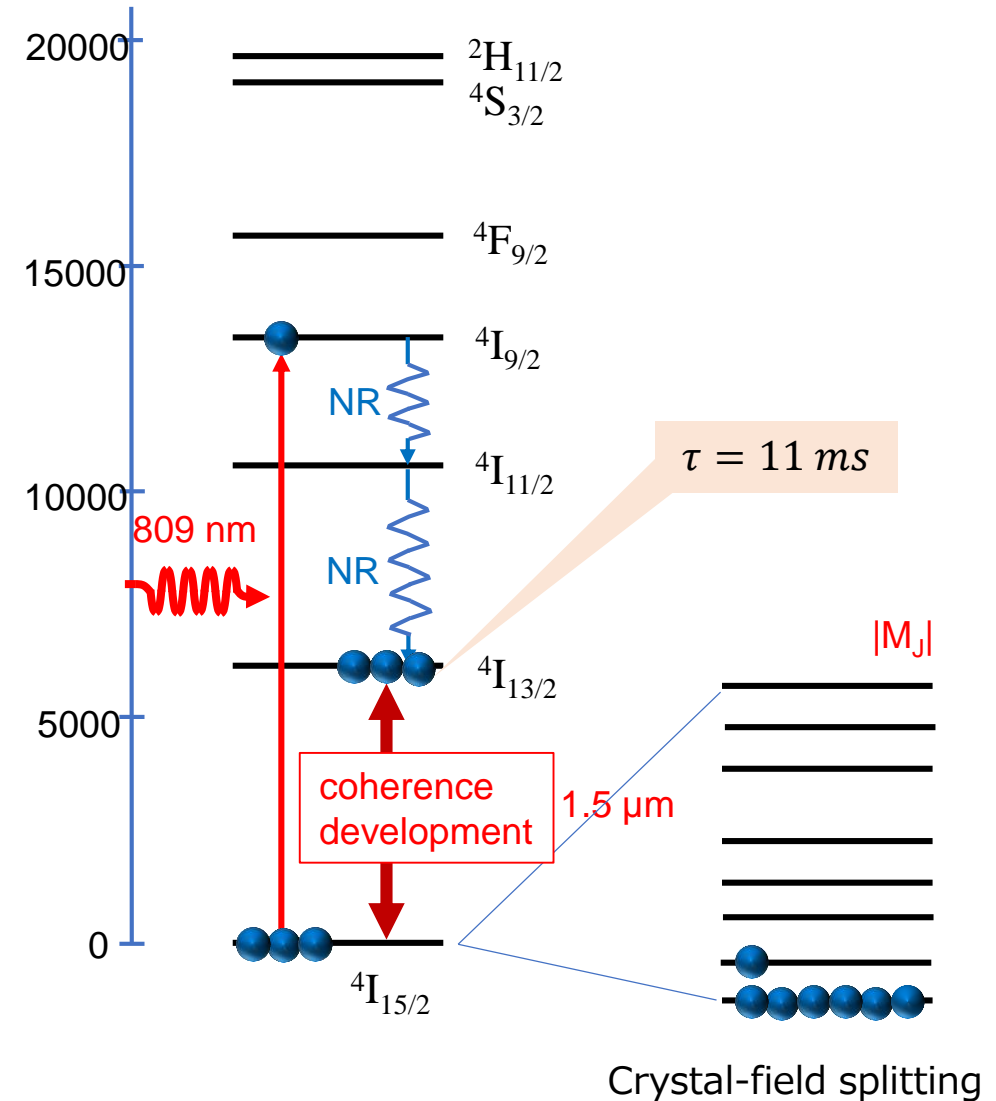 20000
²H₁₁/₂
⁴S₃/₂
⁴F₉/₂
15000
⁴I₉/₂
NR
⁴I₁₁/₂
τ = 11 ms
10000
809 nm
NR
|M_J|
⁴I₁₃/₂
5000
coherence
development
1.5 μm
0
⁴I₁₅/₂
Crystal-field splitting